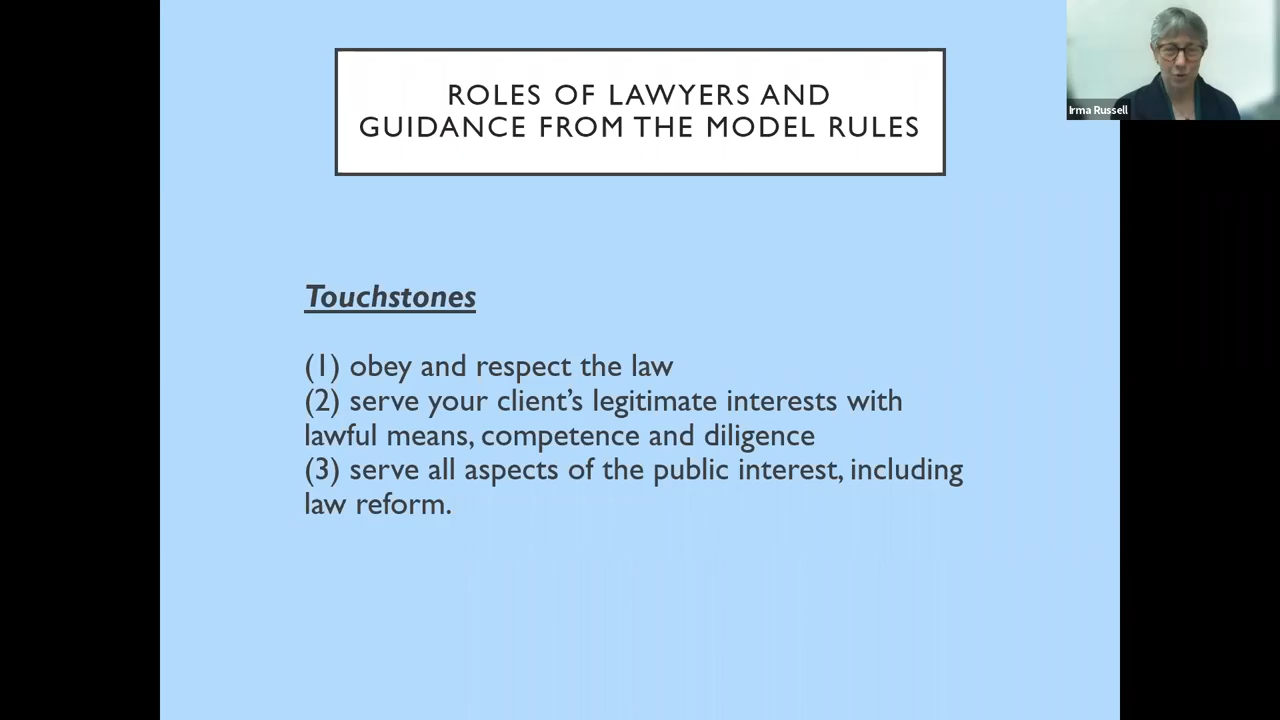 ROLES OF LAWYERS AND
GUIDANCE FROM THE MODEL RULES
Irma Russell
Touchstones
(1) obey and respect the law
(2) serve your client’s legitimate interests with
lawful means, competence and diligence
(3) serve all aspects of the public interest, including
law reform.